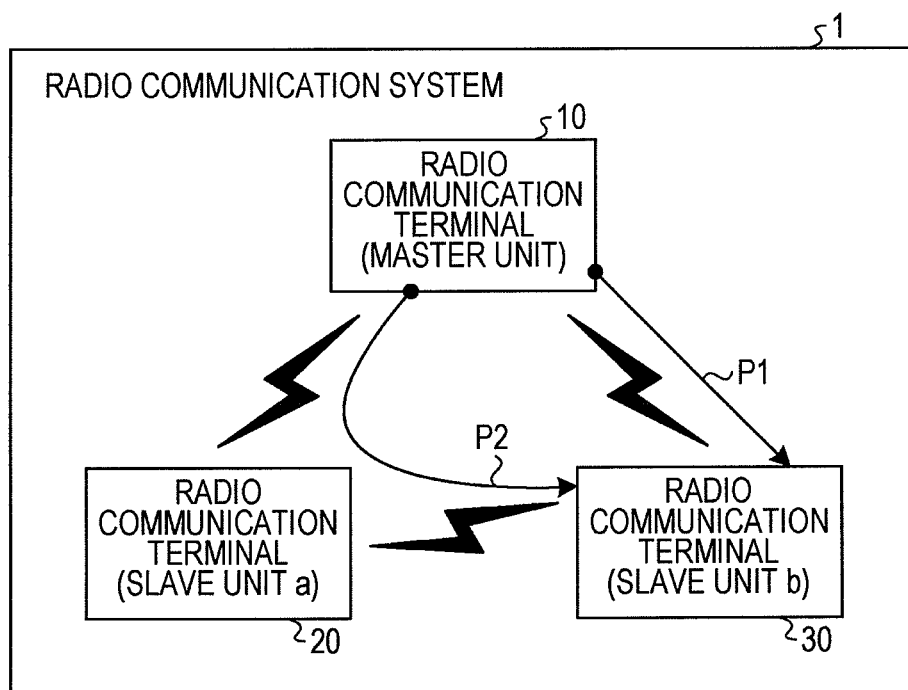 1
RADIO COMMUNICATION SYSTEM
10
RADIO
COMMUNICATION
TERMINAL
(MASTER UNIT)
P1
P2
RADIO
COMMUNICATION
TERMINAL
(SLAVE UNIT a)
20
RADIO
COMMUNICATION
TERMINAL
(SLAVE UNIT b)
30